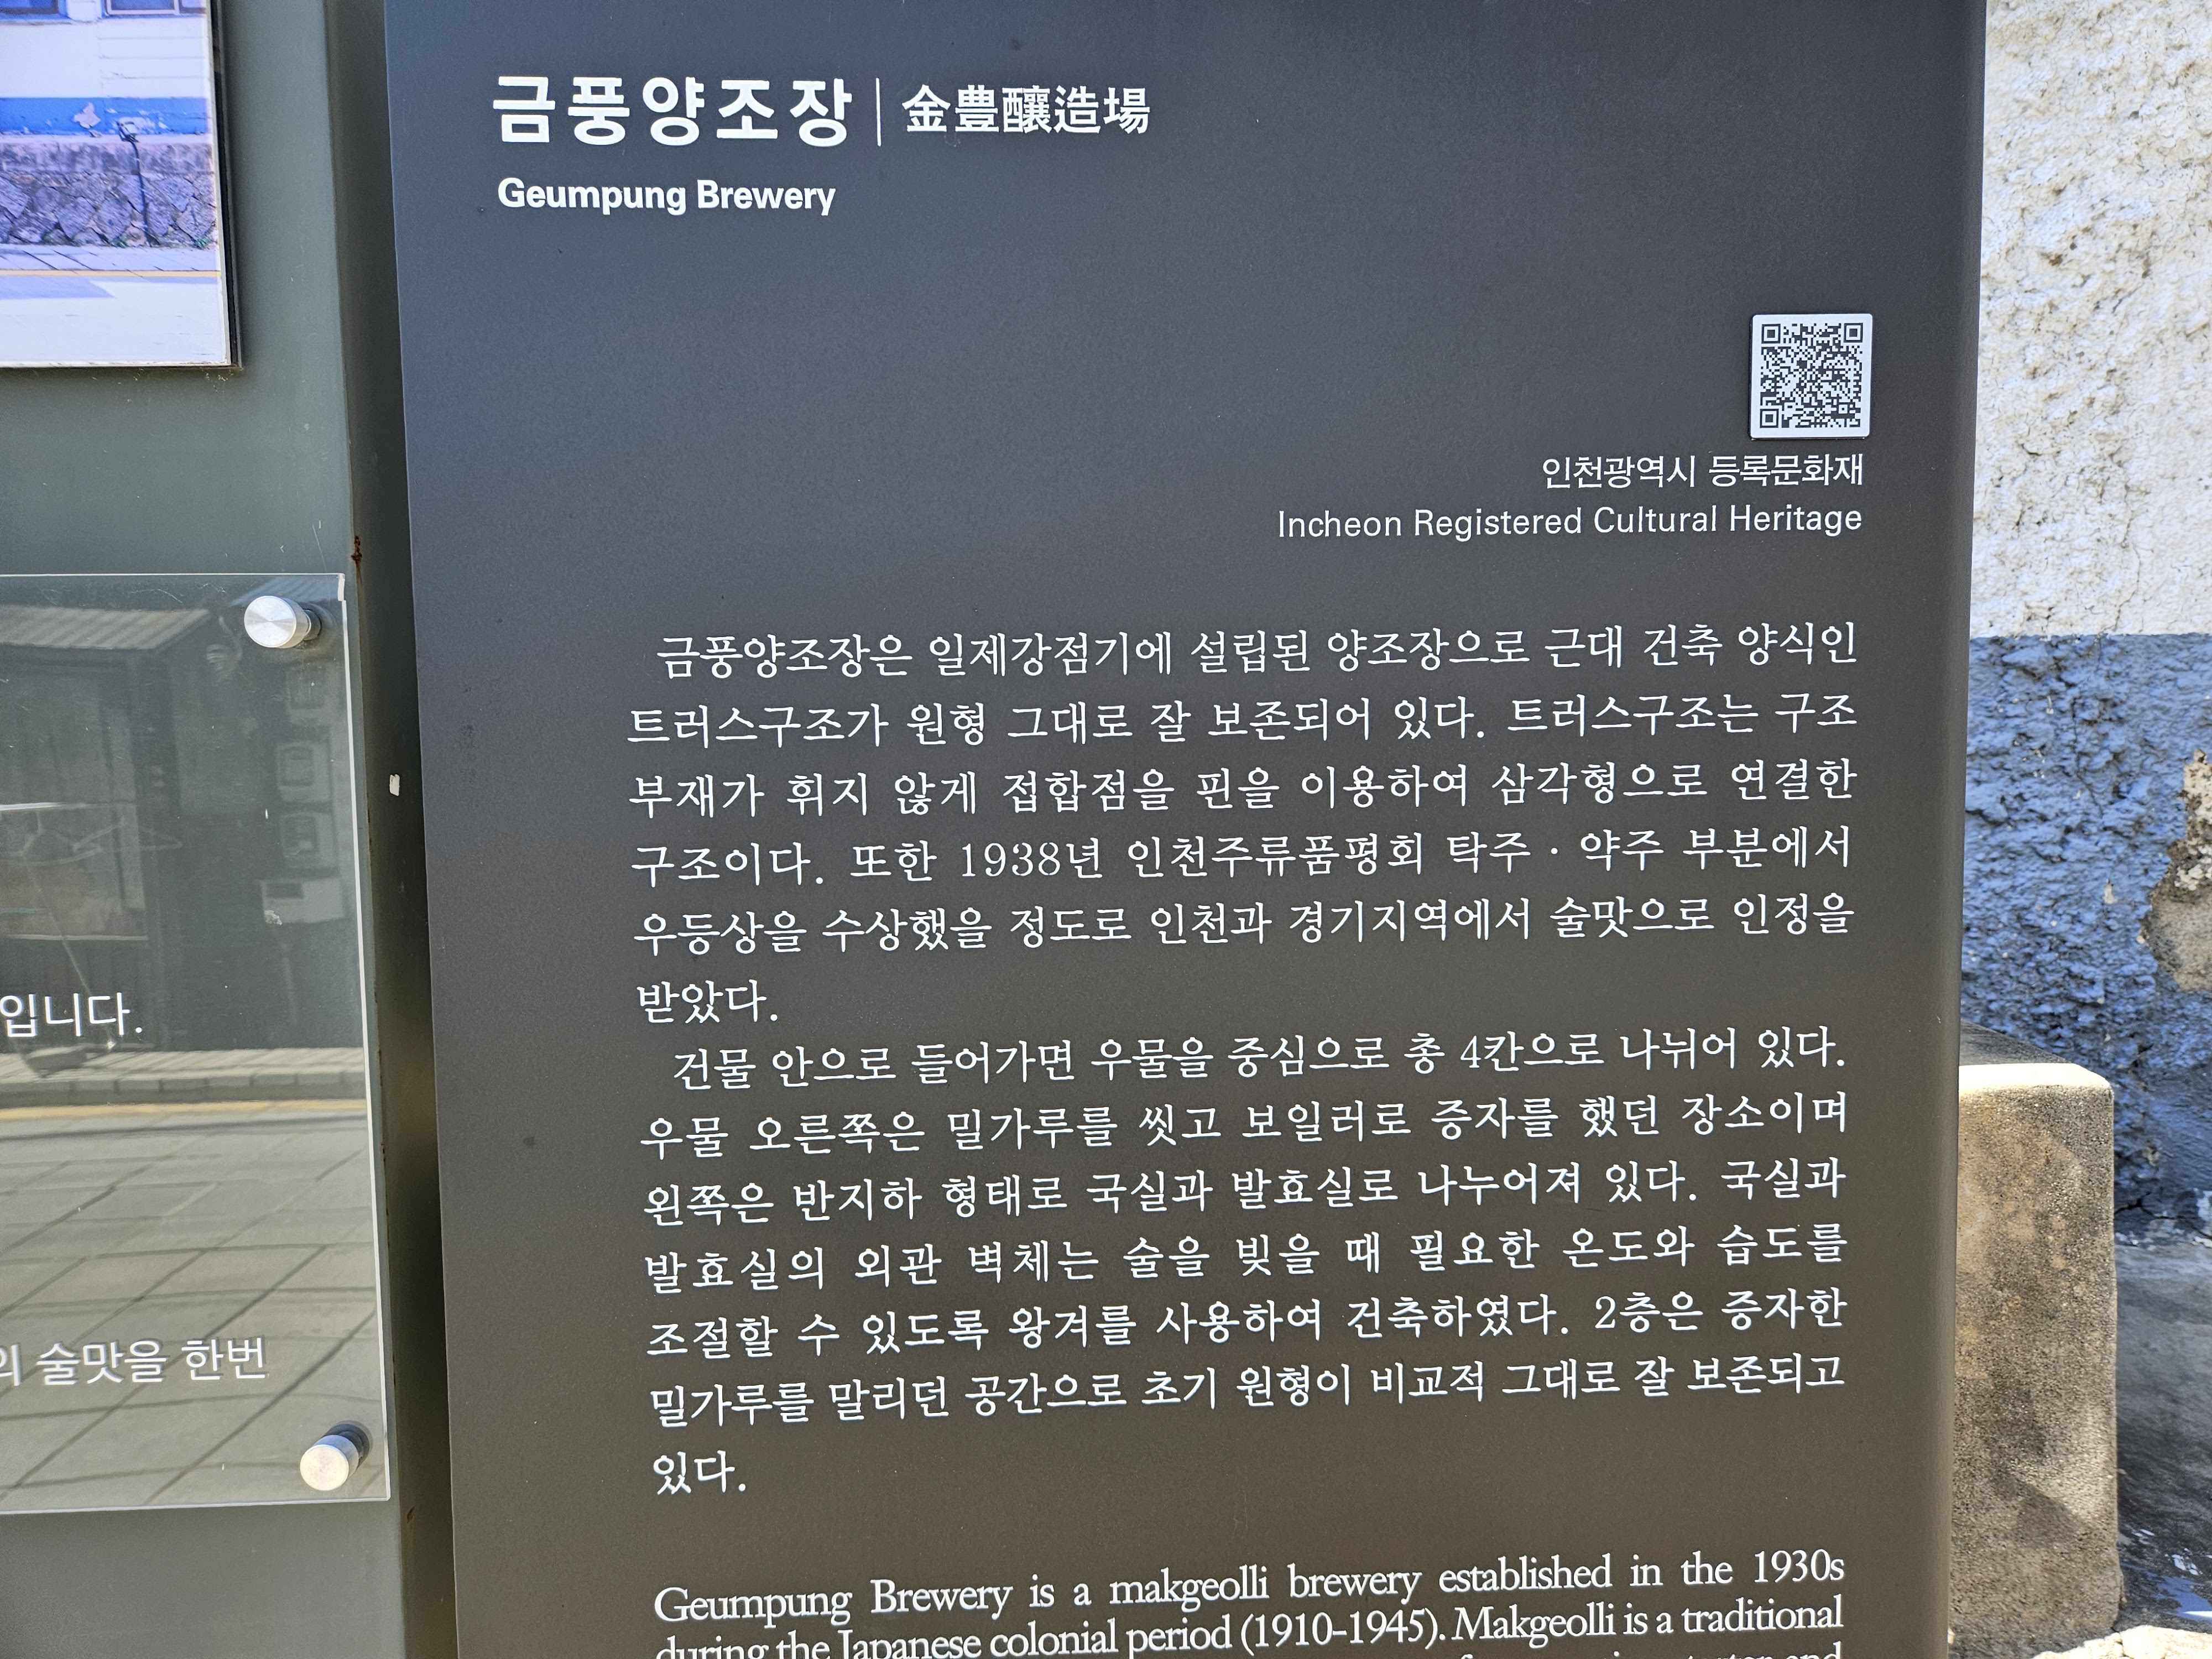 금풍양조장 | 金豊釀造場
Geumpung Brewery
인천광역시 등록문화재
Incheon Registered Cultural Heritage
금풍양조장은 일제강점기에 설립된 양조장으로 근대 건축 양식인
트러스구조가 원형 그대로 잘 보존되어 있다. 트러스구조는 구조
부재가 휘지 않게 접합점을 핀을 이용하여 삼각형으로 연결한
구조이다. 또한 1938년 인천주류품평회 탁주·약주 부분에서
우등상을 수상했을 정도로 인천과 경기지역에서 술맛으로 인정을
받았다.
건물 안으로 들어가면 우물을 중심으로 총 4칸으로 나뉘어 있다.
우물 오른쪽은 밀가루를 씻고 보일러로 증자를 했던 장소이며
왼쪽은 반지하 형태로 국실과 발효실로 나누어져 있다. 국실과
발효실의 외관 벽체는 술을 빚을 때 필요한 온도와 습도를
조절할 수 있도록 왕겨를 사용하여 건축하였다. 2층은 증자한
밀가루를 말리던 공간으로 초기 원형이 비교적 그대로 잘 보존되고
있다.
Geumpung Brewery is a makgeolli brewery established in the 1930s
during the Japanese colonial period (1910-1945). Makgeolli is a traditional
입니다.
의 술맛을 한번